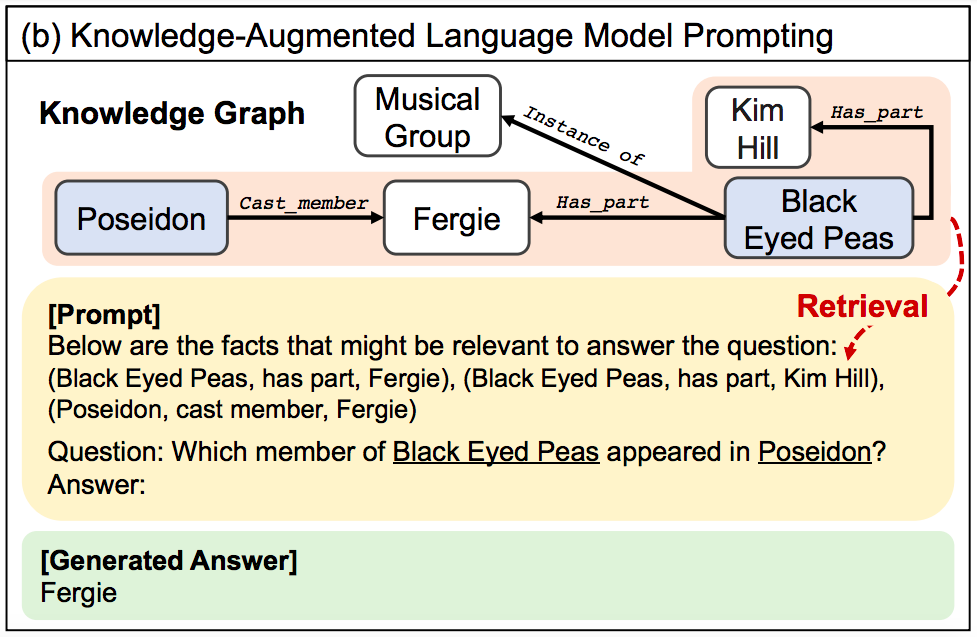 (b) Knowledge-Augmented Language Model Prompting
Knowledge Graph
Musical
Group
Instance of
Kim
Hill
Has_part
Poseidon
Cast_member
Fergie
Has_part
Black
Eyed Peas
Retrieval
[Prompt]
Below are the facts that might be relevant to answer the question:
(Black Eyed Peas, has part, Fergie), (Black Eyed Peas, has part, Kim Hill),
(Poseidon, cast member, Fergie)
Question: Which member of Black Eyed Peas appeared in Poseidon?
Answer:
[Generated Answer]
Fergie